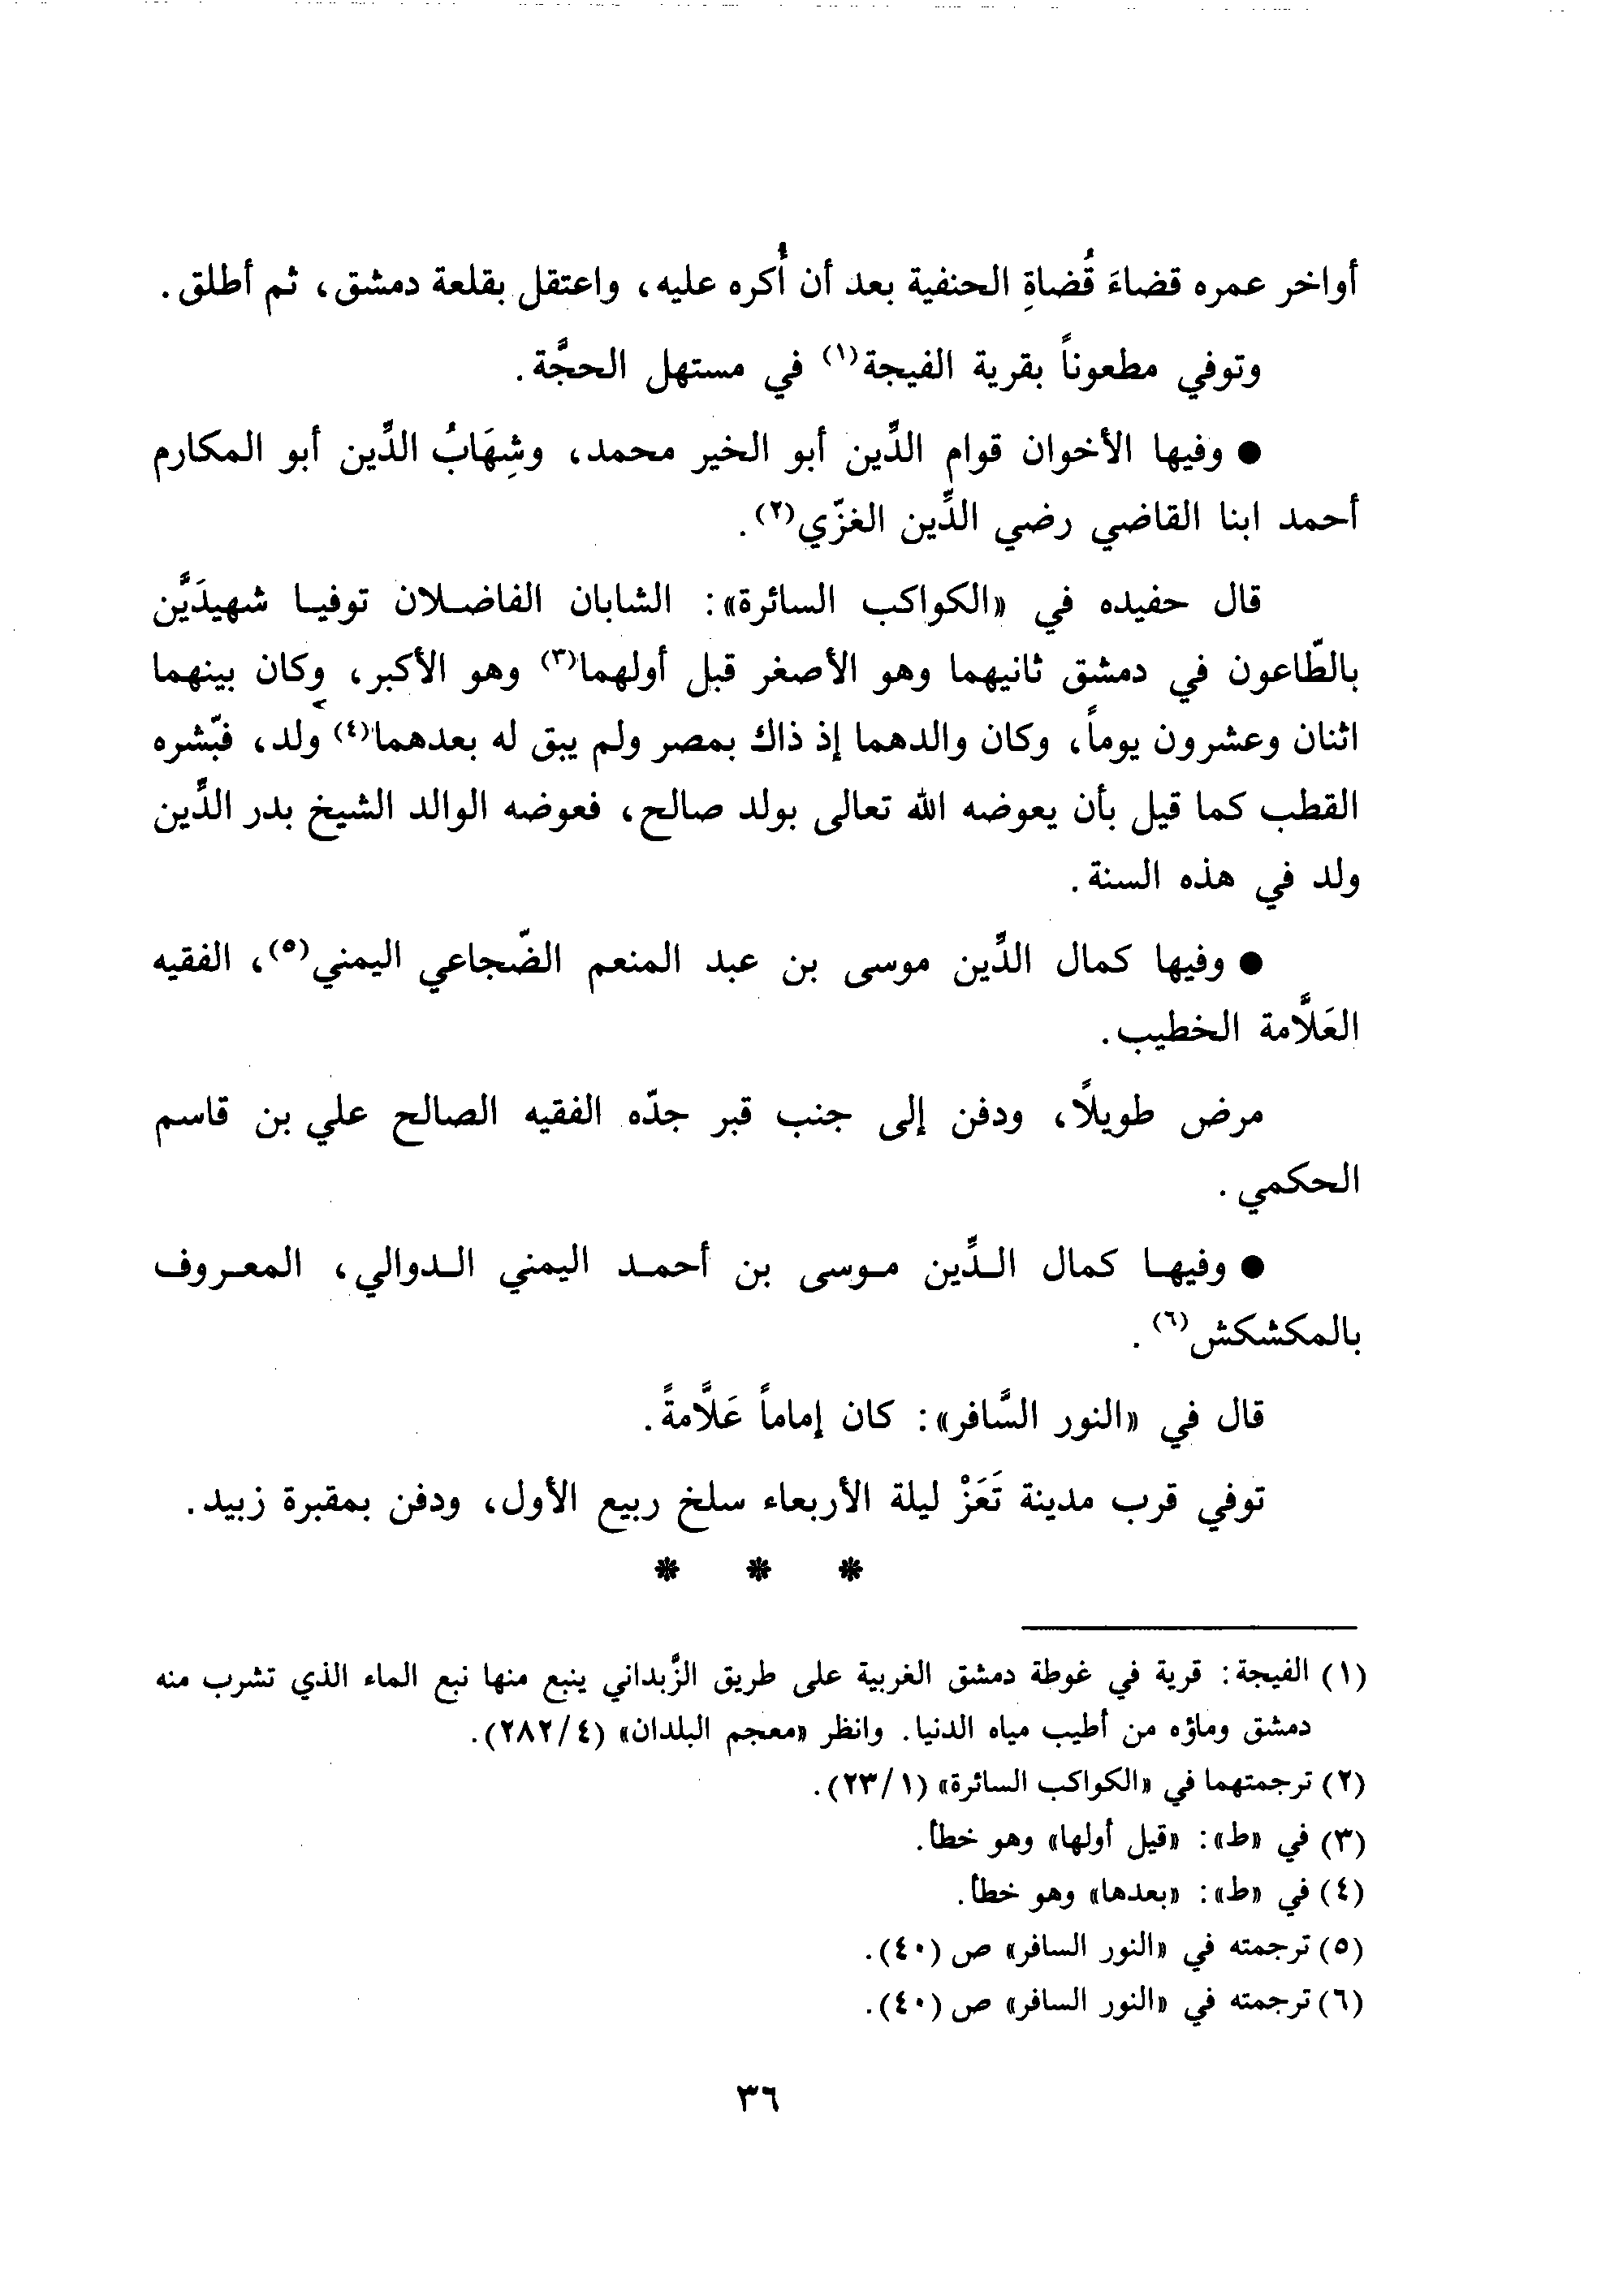 أواخر عمره قضاءَ قُضاةِ الحنفية بعد أن أُكره عليه، واعتقل بقلعة دمشق، ثم أطلق.
وتوفي مطعوناً بقرية الفيجة(١) في مستهل الحجَّة.
● وفيها الأخوان قوام الدِّين أبو الخير محمد، وشِهَابُ الدِّين أبو المكارم
أحمد ابنا القاضي رضي الدِّين الغزّي(٢).
قال حفيده في «الكواكب السائرة»: الشابان الفاضلان توفيا شهيدَيَّن
بالطّاعون في دمشق ثانيهما وهو الأصغر قبل أولهما(٣) وهو الأكبر، وكان بينهما
اثنان وعشرون يوماً، وكان والدهما إذ ذاك بمصر ولم يبق له بعدهما(٤) ولد، فبّشره
القطب كما قيل بأن يعوضه الله تعالى بولد صالح، فعوضه الوالد الشيخ بدر الدِّين
ولد في هذه السنة.
● وفيها كمال الدِّين موسى بن عبد المنعم الضّجاعي اليمني(٥)، الفقيه
العَلاَّمة الخطيب.
مرض طويلاً، ودفن إلى جنب قبر جدّه الفقيه الصالح علي بن قاسم
الحكمي.
● وفيها كمال الدِّين موسى بن أحمد اليمني الدوالي، المعروف
بالمكشكش(٦).
قال في «النور السَّافر»: كان إماماً عَلاَّمةً.
توفي قرب مدينة تَعَزْ ليلة الأربعاء سلخ ربيع الأول، ودفن بمقبرة زبيد.
* * *
(١) الفيجة: قرية في غوطة دمشق الغربية على طريق الزَّبداني ينبع منها نبع الماء الذي تشرب منه
دمشق وماؤه من أطيب مياه الدنيا. وانظر «معجم البلدان» (٢٨٢/٤).
(٢) ترجمتهما في «الكواكب السائرة» (٢٣/١).
(٣) في «ط»: «قيل أولها» وهو خطأ.
(٤) في «ط»: «بعدها» وهو خطأ.
(٥) ترجمته في «النور السافر» ص (٤٠).
(٦) ترجمته في «النور السافر» ص (٤٠).
٣٦